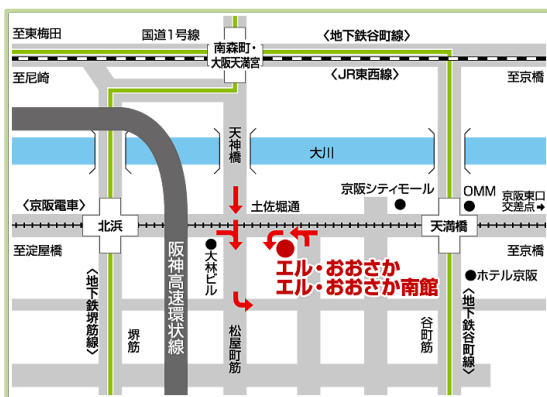 至東梅田
国道1号線
南森町・
大阪天満宮
〈地下鉄谷町線〉
至尼崎
〈JR東西線〉
至京橋
天神橋
大川
京阪シティモール
OMM
京阪東口
交差点➡
〈京阪電車〉
土佐堀通
北浜
天満橋
至淀屋橋
大林ビル
至京橋
エル・おおさか
エル・おおさか南館
ホテル京阪
阪神高速環状線
〈地下鉄堺筋線〉
堺筋
松屋町筋
谷町筋
〈地下鉄谷町線〉